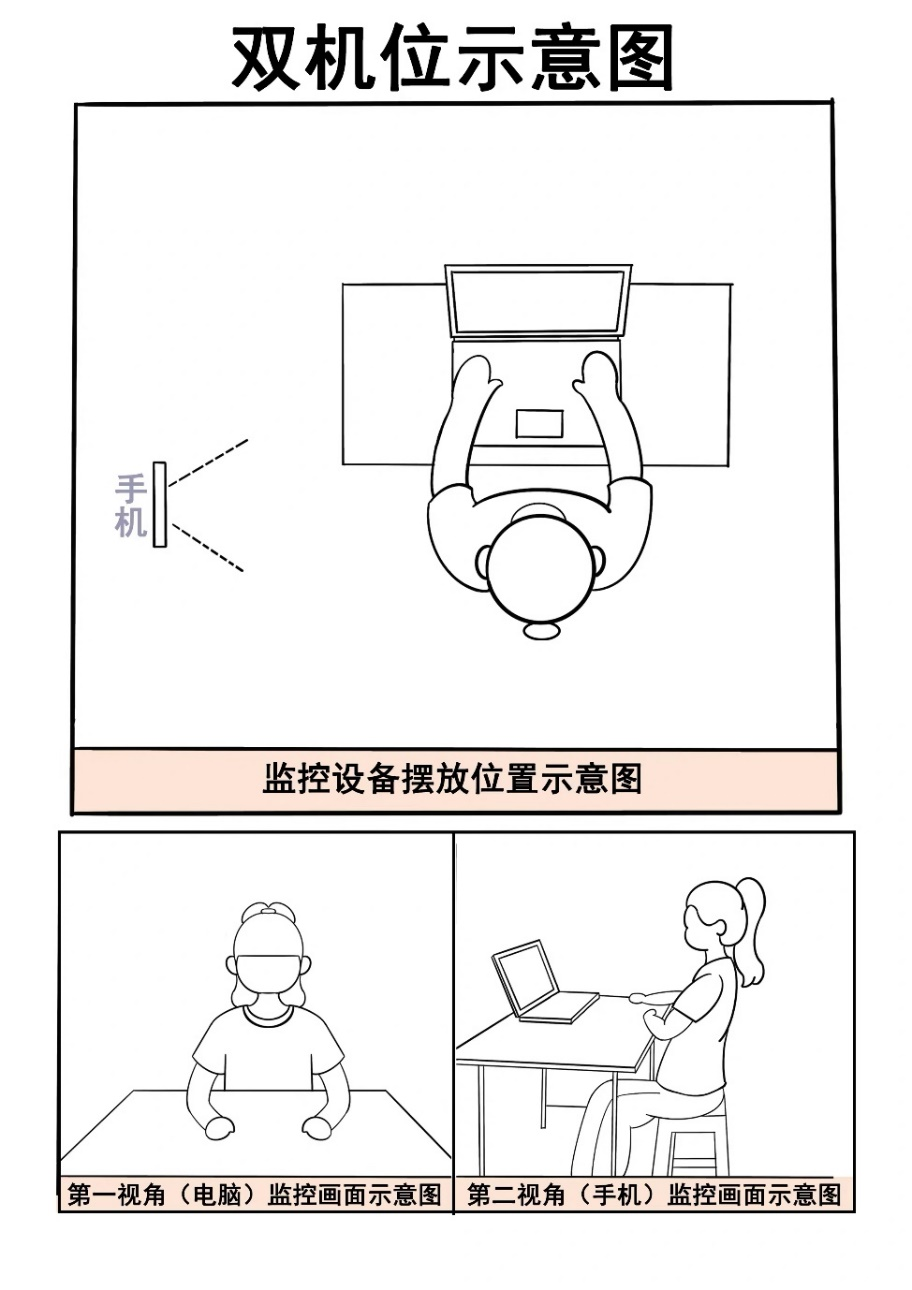 双机位示意图
手
机
监控设备摆放位置示意图
第一视角（电脑）监控画面示意图
第二视角（手机）监控画面示意图